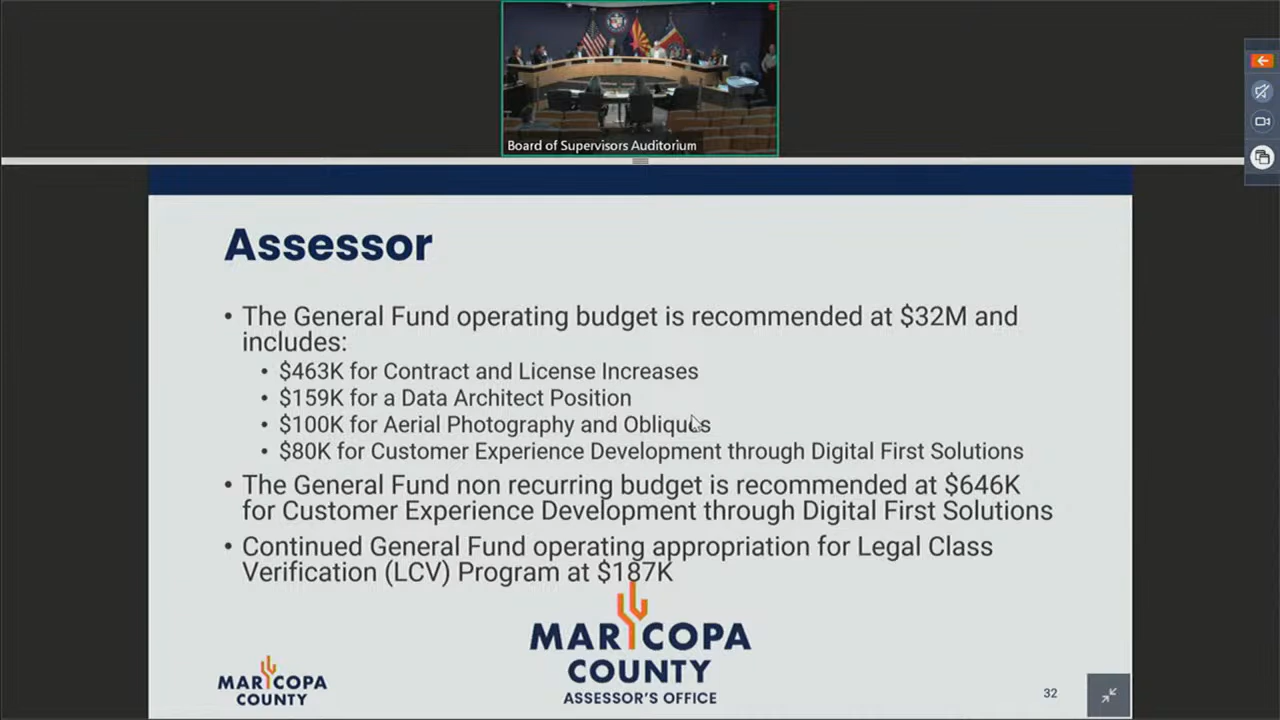 Board of Supervisors Auditorium
Assessor
• The General Fund operating budget is recommended at $32M and
includes:
• $463K for Contract and License Increases
• $159K for a Data Architect Position
• $100K for Aerial Photography and Obliques
• $80K for Customer Experience Development through Digital First Solutions
• The General Fund non recurring budget is recommended at $646K
for Customer Experience Development through Digital First Solutions
• Continued General Fund operating appropriation for Legal Class
Verification (LCV) Program at $187K
MARICOPA
COUNTY
ASSESSOR'S OFFICE
MARICOPA
COUNTY
32